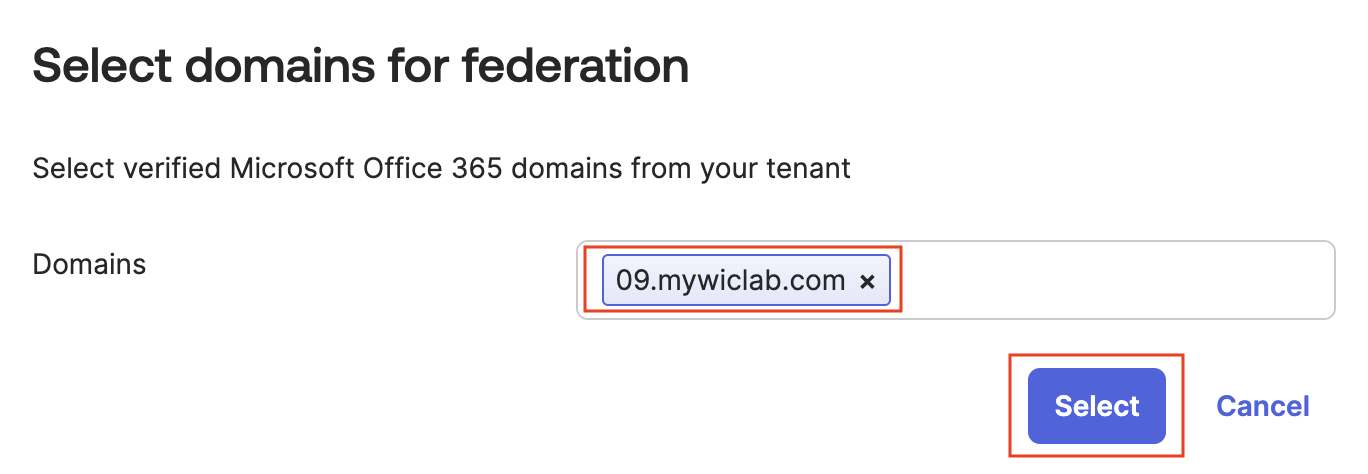 Select domains for federation
Select verified Microsoft Office 365 domains from your tenant
Domains
09.mywiclab.com ×
Select
Cancel